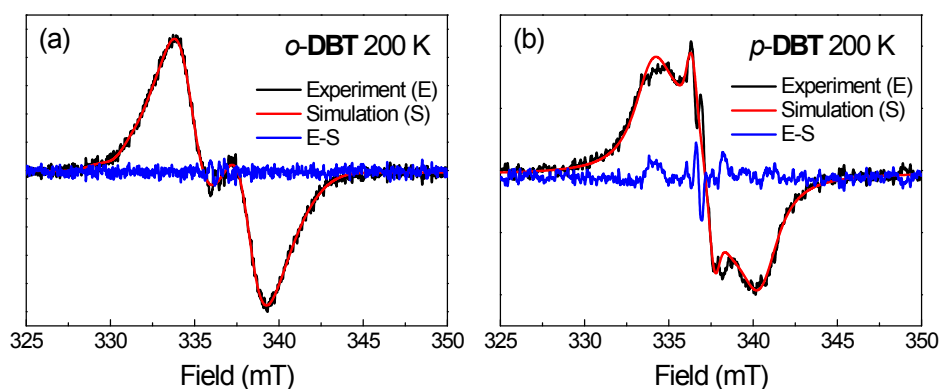 (a)
o-DBT 200 K
Experiment (E)
Simulation (S)
E-S
325 330 335 340 345 350
Field (mT)
(b)
p-DBT 200 K
Experiment (E)
Simulation (S)
E-S
325 330 335 340 345 350
Field (mT)